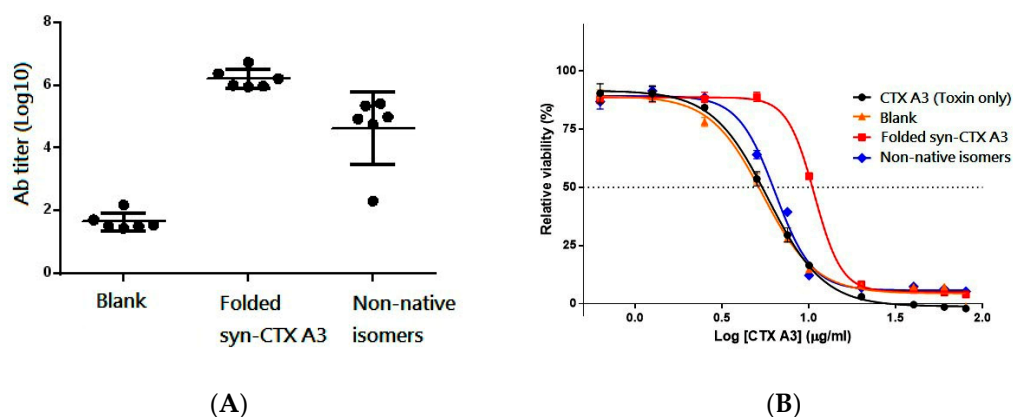 Ab titer (Log10)
8
6
4
2
0
Blank
Folded
syn-CTX A3
Non-native
isomers
(A)
B)
Relative viability (%)
100
75
50
25
0
0.0
0.5
1.0
1.5
2.0
Log [CTX A3] (μg/ml)
CTX A3 (Toxin only)
Blank
Folded syn-CTX A3
Non-native isomers
(B)